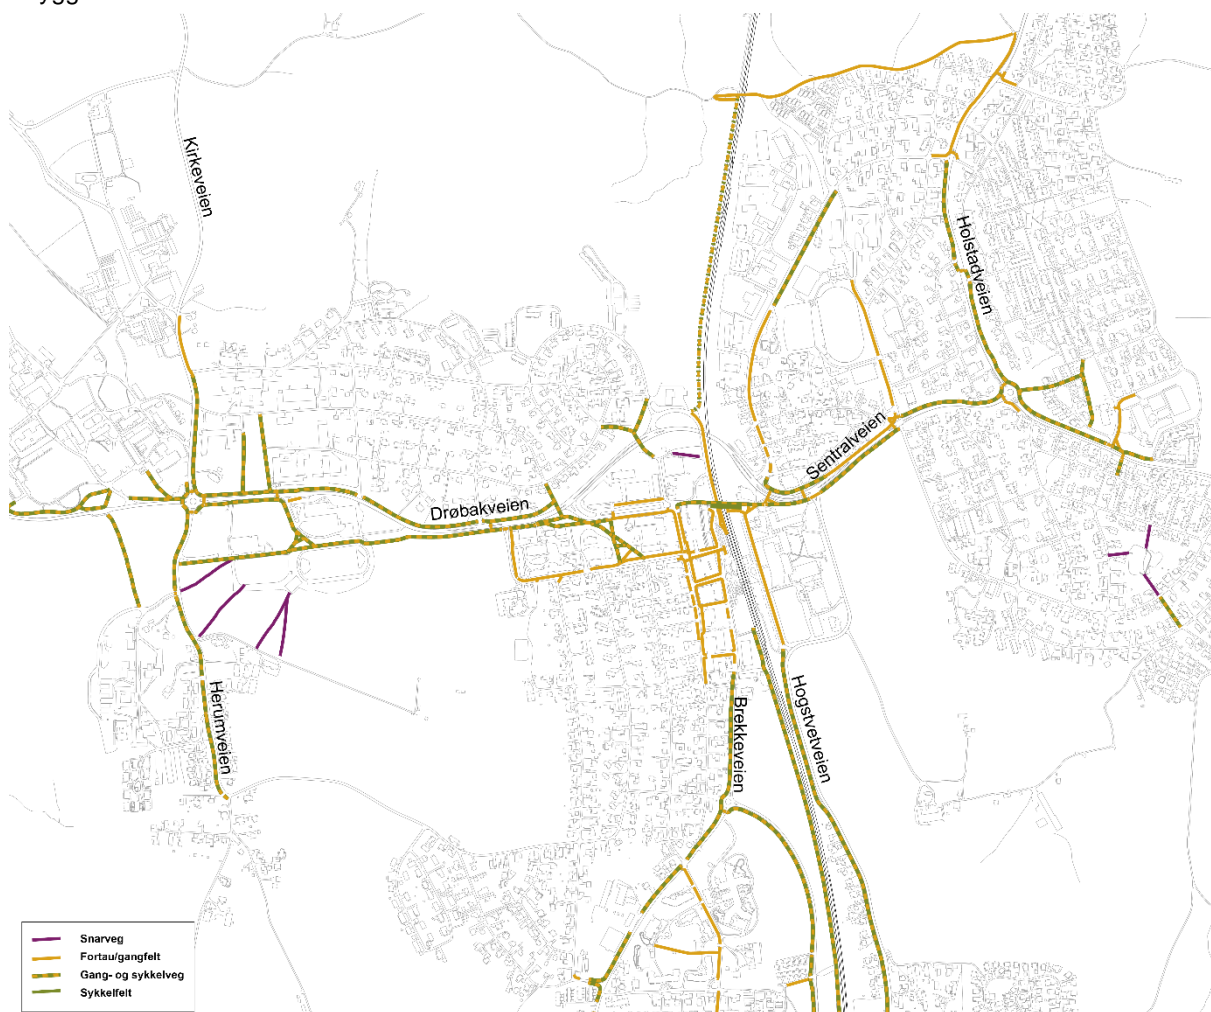 Kirkeveien
Holstadveien
Sentralveien
Drøbakveien
Herumveien
Brekkeveien
Hogstvetveien
Snarveg
Fortau/gangfelt
Gang- og sykkelveg
Sykkelfelt